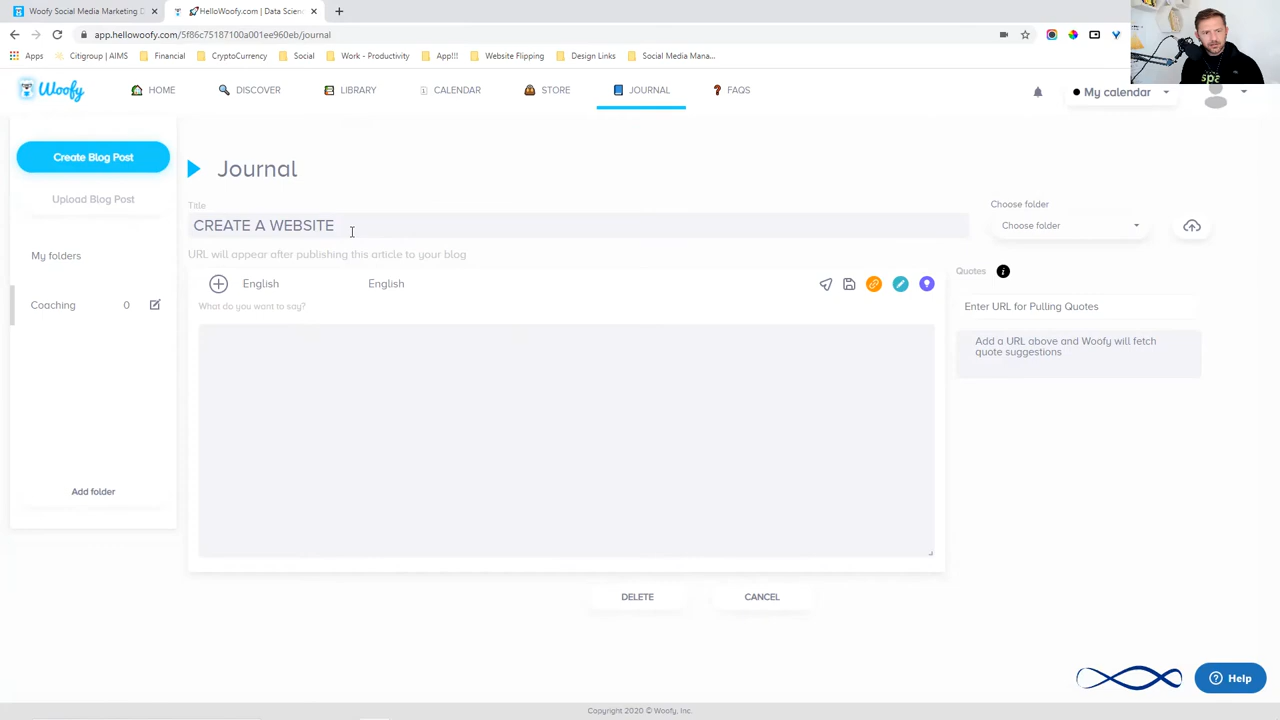 Woofy Social Media Marketing D
HelloWoofy.com | Data Scien
app.hellowoofy.com/5f86c75187100a001ee960eb/journal
Apps
Citigroup | AIMS
Financial
CryptoCurrency
Social
Work - Productivity
App!!!
Website Flipping
Design Links
Social Media Mana...
Woofy
HOME
DISCOVER
LIBRARY
CALENDAR
STORE
JOURNAL
FAQS
My calendar
Create Blog Post
Upload Blog Post
My folders
Coaching 0
Add folder
Journal
Title
CREATE A WEBSITE
Choose folder
Choose folder
URL will appear after publishing this article to your blog
English
English
What do you want to say?
Quotes
Enter URL for Pulling Quotes
Add a URL above and Woofy will fetch
quote suggestions
DELETE
CANCEL
Help
Copyright 2020 © Woofy, Inc.